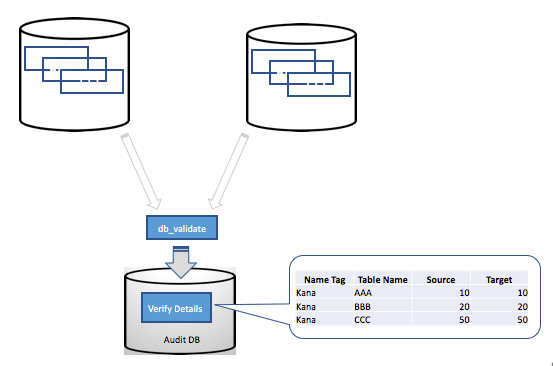 db_validate
Verify Details
Audit DB
Name Tag Table Name Source Target
Kana AAA 10 10
Kana BBB 20 20
Kana CCC 50 50